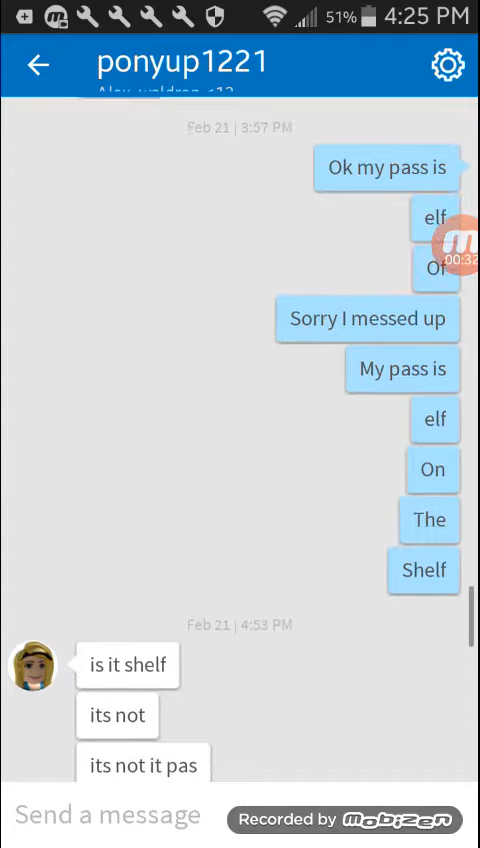 51% 4:25 PM
ponyup1221
Feb 21 | 3:57 PM
Ok my pass is
elf
Of
00:32
Sorry I messed up
My pass is
elf
On
The
Shelf
Feb 21 | 4:53 PM
is it shelf
its not
its not it pas
Send a message
Recorded by Mobizen